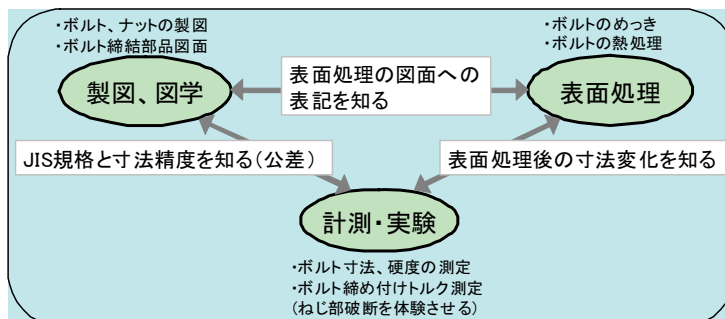 ・ボルト、ナットの製図
・ボルト締結部品図面
・ボルトのめっき
・ボルトの熱処理
製図、図学
表面処理の図面への
表記を知る
表面処理
JIS規格と寸法精度を知る(公差)
表面処理後の寸法変化を知る
計測・実験
・ボルト寸法、硬度の測定
・ボルト締め付けトルク測定
(ねじ部破断を体験させる)